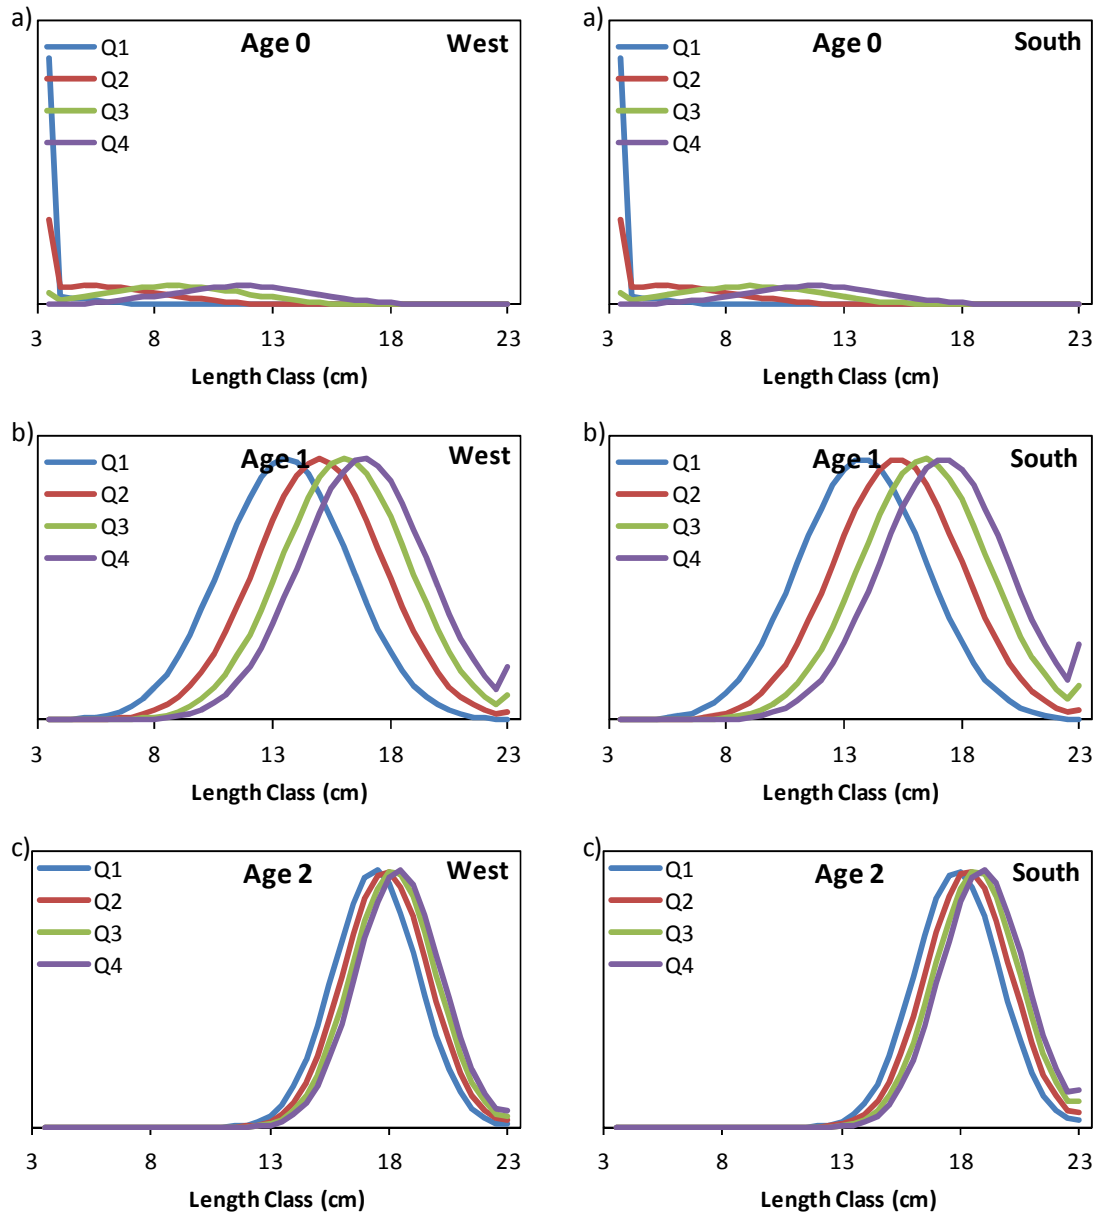 a)
Age 0
West
Q1
Q2
Q3
Q4
3 8 13 18 23
Length Class (cm)
a)
Age 0
South
Q1
Q2
Q3
Q4
3 8 13 18 23
Length Class (cm)
b)
Age 1
West
Q1
Q2
Q3
Q4
3 8 13 18 23
Length Class (cm)
b)
Age 1
South
Q1
Q2
Q3
Q4
3 8 13 18 23
Length Class (cm)
c)
Age 2
West
Q1
Q2
Q3
Q4
3 8 13 18 23
Length Class (cm)
c)
Age 2
South
Q1
Q2
Q3
Q4
3 8 13 18 23
Length Class (cm)